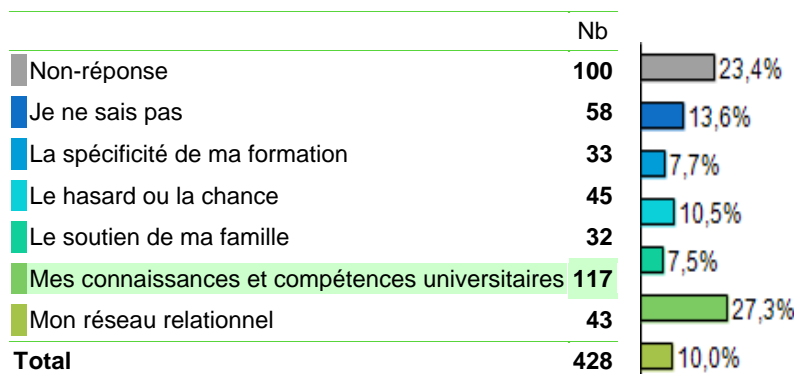 Nb
Non-réponse 100 23,4%
Je ne sais pas 58 13,6%
La spécificité de ma formation 33 7,7%
Le hasard ou la chance 45 10,5%
Le soutien de ma famille 32 7,5%
Mes connaissances et compétences universitaires 117 27,3%
Mon réseau relationnel 43 10,0%
Total 428